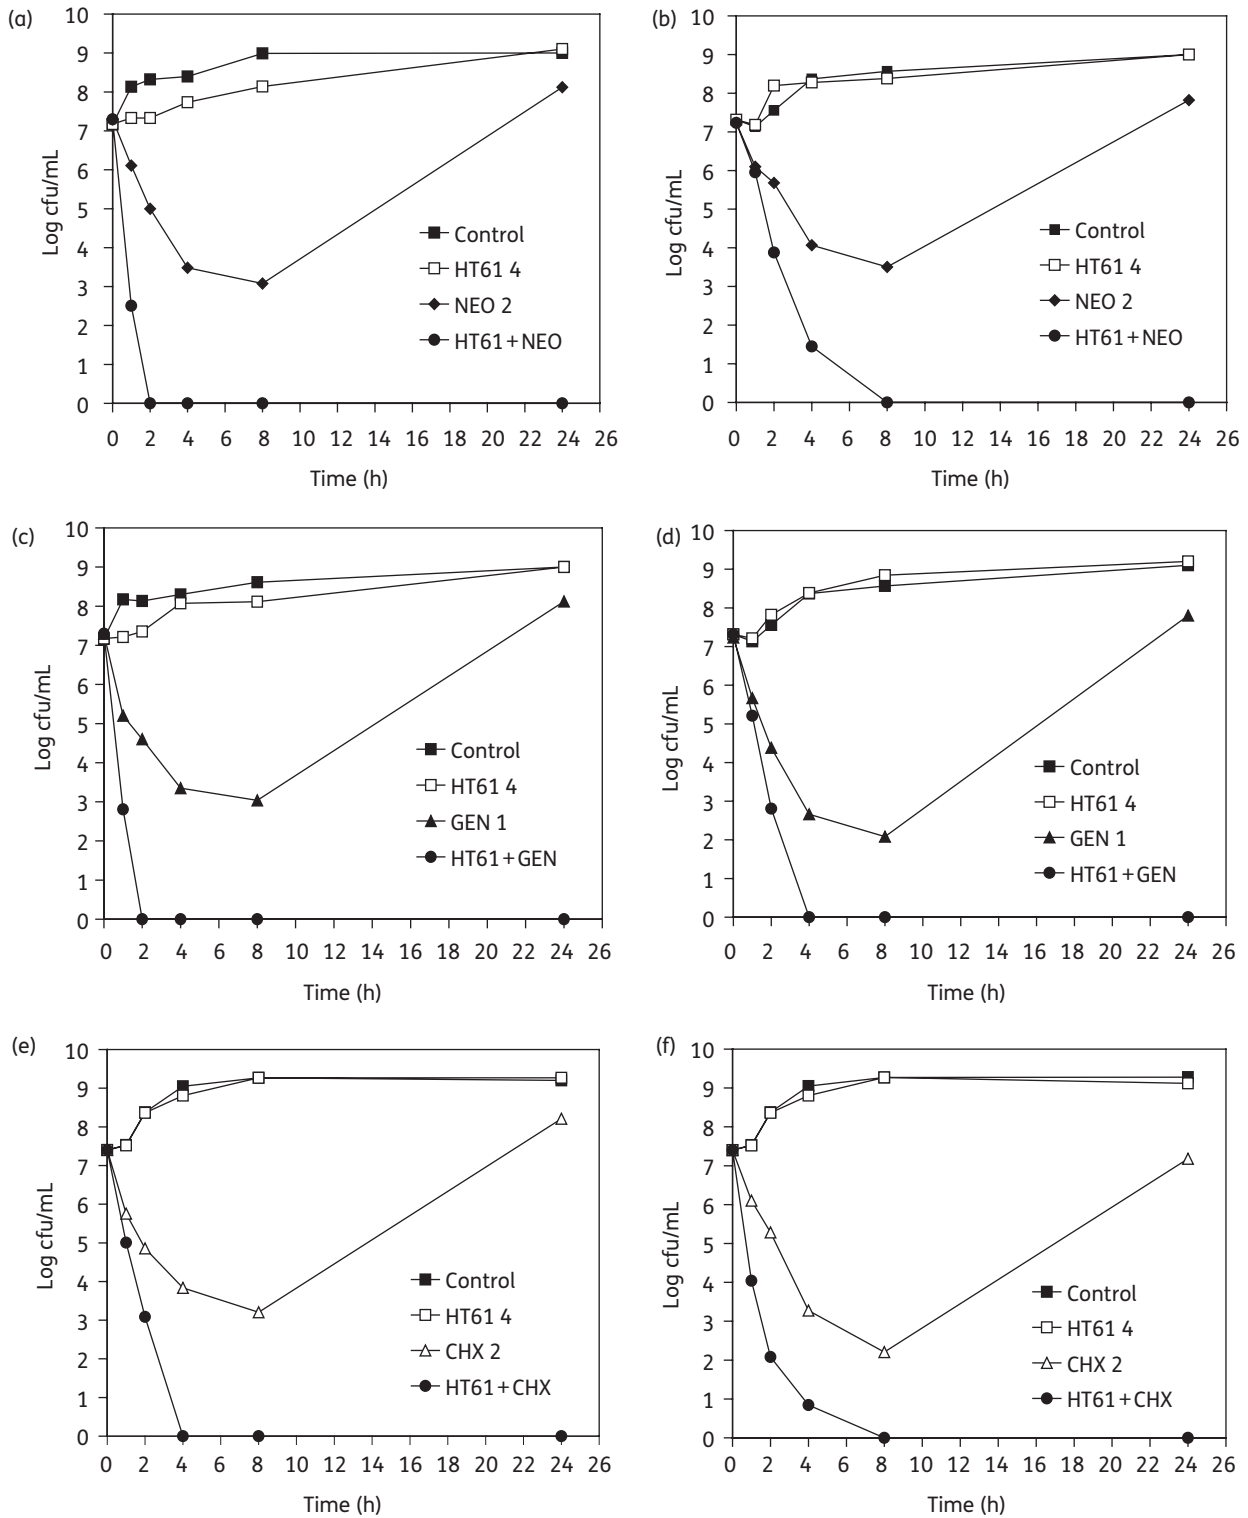 (a)
10
9
8
7
6
5
4
3
2
1
0
Log cfu/mL
Control
HT61 4
NEO 2
HT61+NEO
0 2 4 6 8 10 12 14 16 18 20 22 24 26
Time (h)
(b)
10
9
8
7
6
5
4
3
2
1
0
Log cfu/mL
Control
HT61 4
NEO 2
HT61+NEO
0 2 4 6 8 10 12 14 16 18 20 22 24 26
Time (h)
(c)
10
9
8
7
6
5
4
3
2
1
0
Log cfu/mL
Control
HT61 4
GEN 1
HT61+GEN
0 2 4 6 8 10 12 14 16 18 20 22 24 26
Time (h)
(d)
10
9
8
7
6
5
4
3
2
1
0
Log cfu/mL
Control
HT61 4
GEN 1
HT61+GEN
0 2 4 6 8 10 12 14 16 18 20 22 24 26
Time (h)
(e)
10
9
8
7
6
5
4
3
2
1
0
Log cfu/mL
Control
HT61 4
CHX 2
HT61+CHX
0 2 4 6 8 10 12 14 16 18 20 22 24 26
Time (h)
(f)
10
9
8
7
6
5
4
3
2
1
0
Log cfu/mL
Control
HT61 4
CHX 2
HT61+CHX
0 2 4 6 8 10 12 14 16 18 20 22 24 26
Time (h)